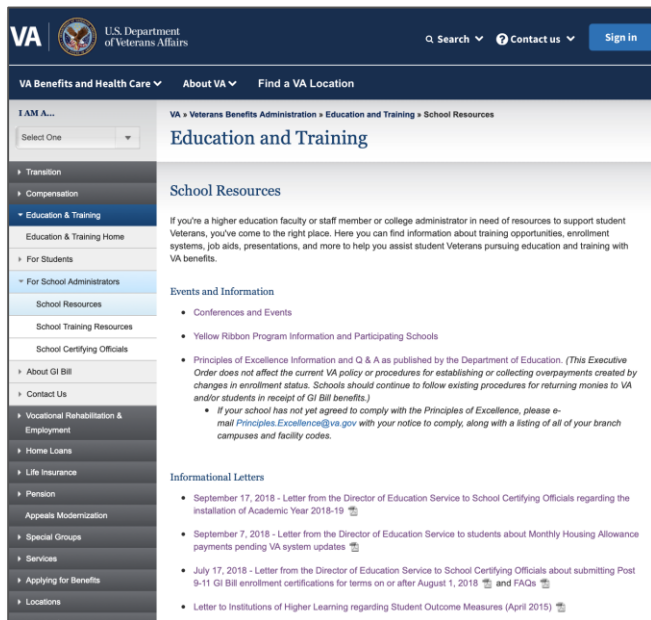 VA
U.S. Department
of Veterans Affairs
Search
Contact us
Sign in
VA Benefits and Health Care
About VA
Find a VA Location
I AM A...
Select One
Transition
Compensation
Education & Training
Education & Training Home
For Students
For School Administrators
School Resources
School Training Resources
School Certifying Officials
About GI Bill
Contact Us
Vocational Rehabilitation &
Employment
Home Loans
Life Insurance
Pension
Appeals Modernization
Special Groups
Services
Applying for Benefits
Locations
VA » Veterans Benefits Administration » Education and Training » School Resources
Education and Training
School Resources
If you're a higher education faculty or staff member or college administrator in need of resources to support student
Veterans, you've come to the right place. Here you can find information about training opportunities, enrollment
systems, job aids, presentations, and more to help you assist student Veterans pursuing education and training with
VA benefits.
Events and Information
• Conferences and Events
• Yellow Ribbon Program Information and Participating Schools
• Principles of Excellence Information and Q & A as published by the Department of Education. (This Executive
Order does not affect the current VA policy or procedures for establishing or collecting overpayments created by
changes in enrollment status. Schools should continue to follow existing procedures for returning monies to VA
and/or students in receipt of GI Bill benefits.)
• If your school has not yet agreed to comply with the Principles of Excellence, please e-
mail Principles.Excellence@va.gov with your notice to comply, along with a listing of all of your branch
campuses and facility codes.
Informational Letters
• September 17, 2018 - Letter from the Director of Education Service to School Certifying Officials regarding the
installation of Academic Year 2018-19
• September 7, 2018 - Letter from the Director of Education Service to students about Monthly Housing Allowance
payments pending VA system updates
• July 17, 2018 - Letter from the Director of Education Service to School Certifying Officials about submitting Post
9-11 GI Bill enrollment certifications for terms on or after August 1, 2018 and FAQs
• Letter to Institutions of Higher Learning regarding Student Outcome Measures (April 2015)